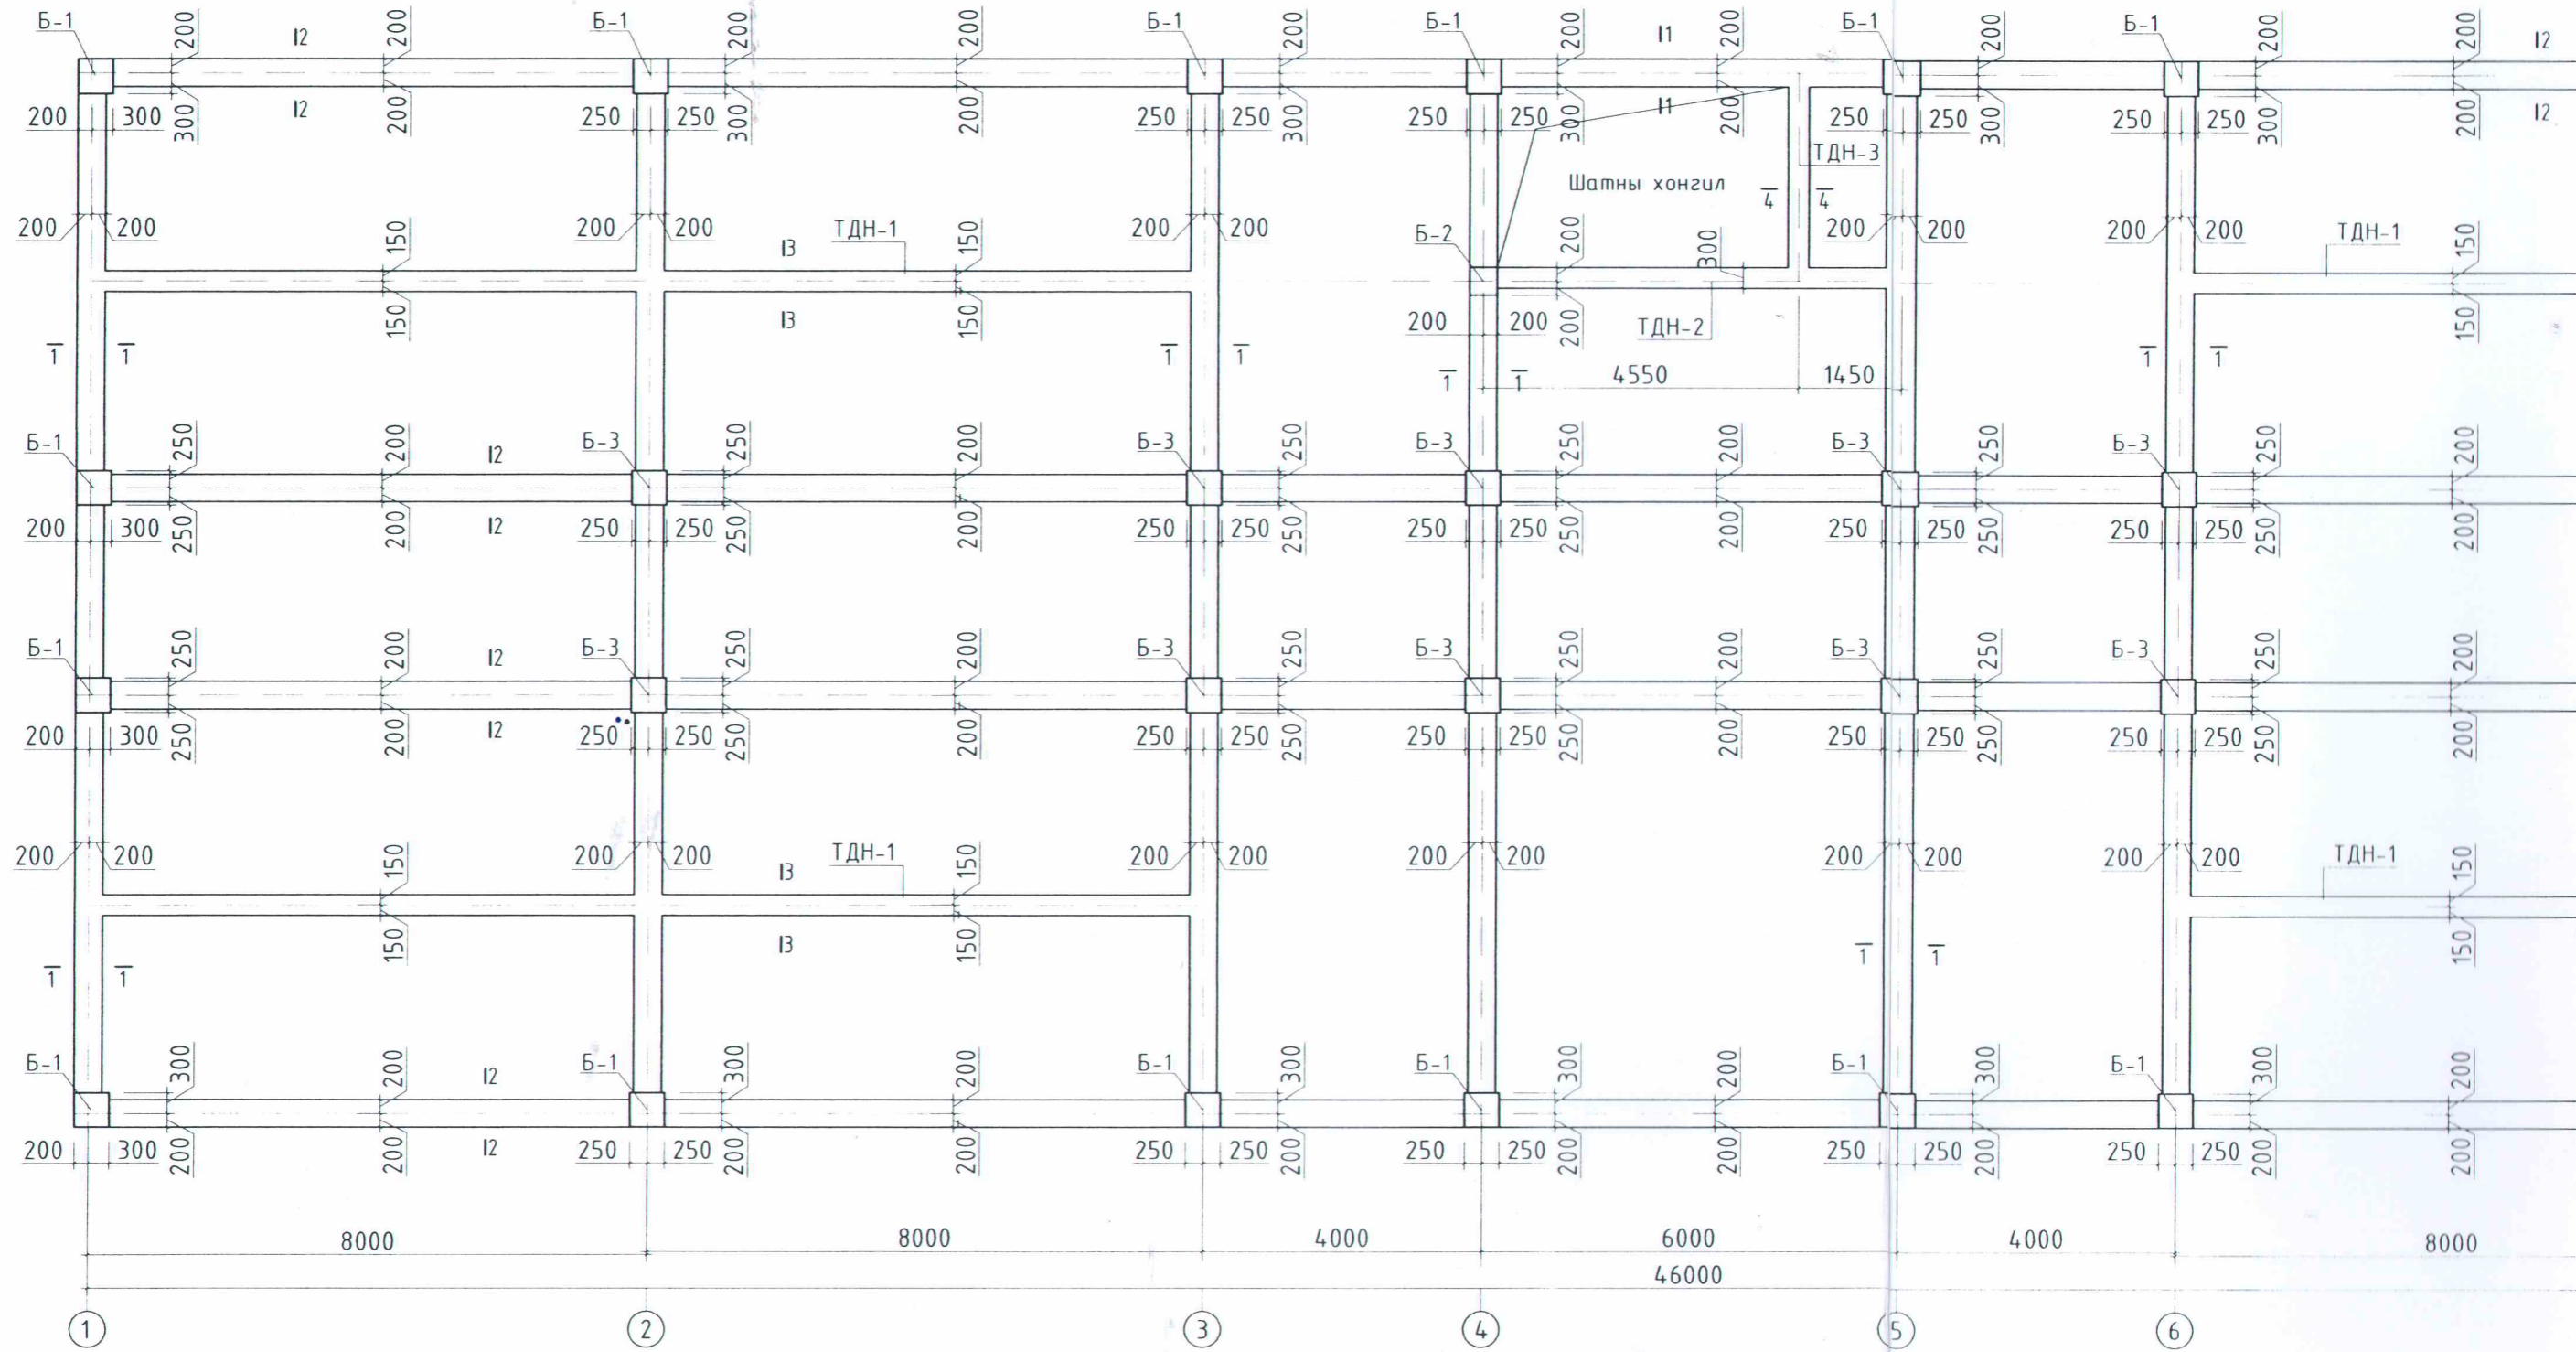 Б-1 Б-1 Б-1 Б-1 Б-1 Б-1
200 I2 200 200 200 200 200 I1 200 200 200 I2
200 300 300 I2 200 250 250 300 200 250 250 300 250 250 300 I1 200 250 250 300 250 250 300 200 I2
ТДН-3
Шатны хонгил 4 4
200 200 200 200 200 200 200 200 200 200
150 I3 ТДН-1 150 Б-2 200 300 150 ТДН-1
150 I3 150 200 200 200 ТДН-2 150
1 1 1 1 1 1 1 1
4550 1450
Б-1 250 200 I2 Б-3 250 200 Б-3 250 Б-3 250 200 Б-3 250 Б-3 250 200
200 300 250 200 I2 250 250 250 200 250 250 250 250 250 250 200 250 250 250 250 250 250 200
Б-1 250 200 I2 Б-3 250 200 Б-3 250 Б-3 250 200 Б-3 250 Б-3 250 200
200 300 250 200 I2 250 250 250 200 250 250 250 250 250 250 200 250 250 250 250 250 250 200
200 200 150 200 200 I3 ТДН-1 150 200 200 200 200 200 200 200 200 ТДН-1 150
150 I3 150 150
1 1 1 1
Б-1 300 200 I2 Б-1 300 200 Б-1 300 Б-1 300 200 Б-1 300 Б-1 300 200
200 300 200 200 I2 250 250 200 200 250 250 200 250 250 200 200 250 250 200 250 250 200 200
8000 8000 4000 6000 4000 8000
46000
1 2 3 4 5 6